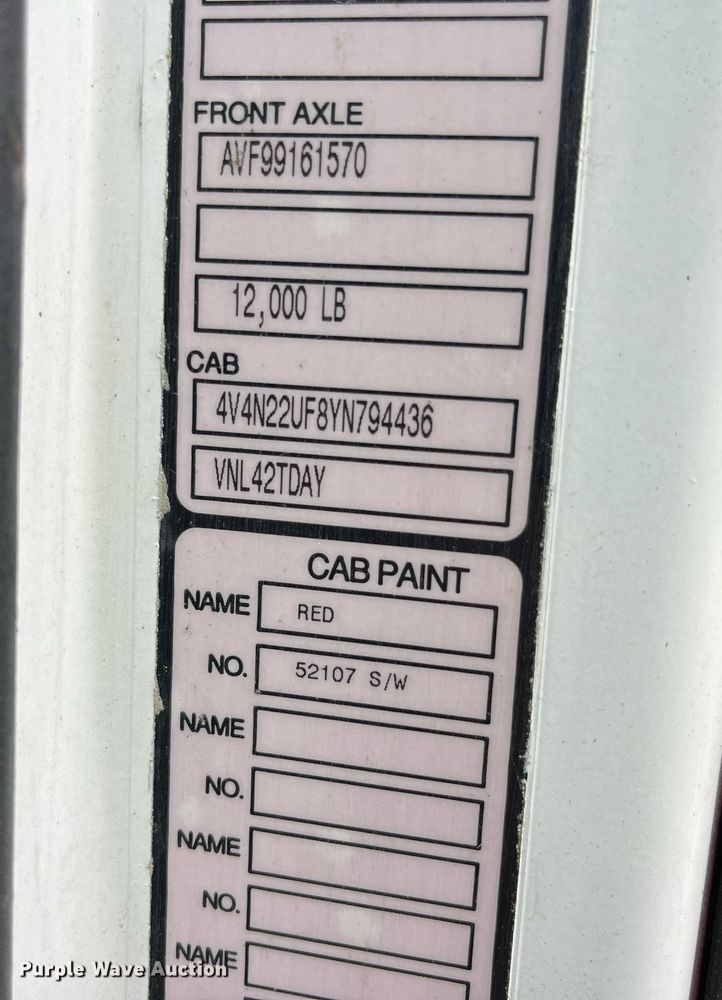 FRONT AXLE
AVF99161570
12,000 LB
CAB
4V4N22UF8YN794436
VNL42TDAY
CAB PAINT
NAME RED
NO. 52107 S/W
NAME
NO.
NAME
NO.
NAME
Purple Wave Auction